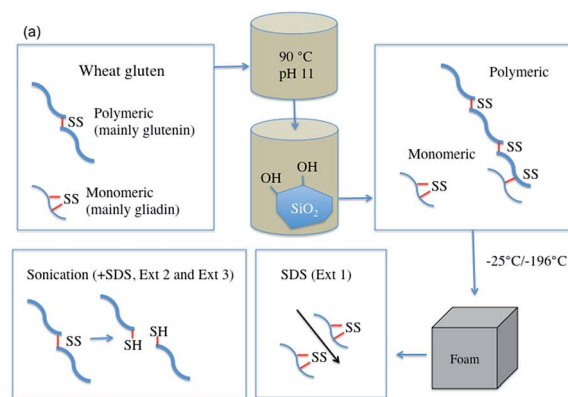 (a)
Wheat gluten
SS
Polymeric
(mainly glutenin)
SS
Monomeric
(mainly gliadin)
90 °C
pH 11
OH
OH
SiO2
Polymeric
SS
SS
Monomeric
SS
SS
-25°C/-196°C
Sonication (+SDS, Ext 2 and Ext 3)
SS
SH
SH
SDS (Ext 1)
SS
SS
Foam